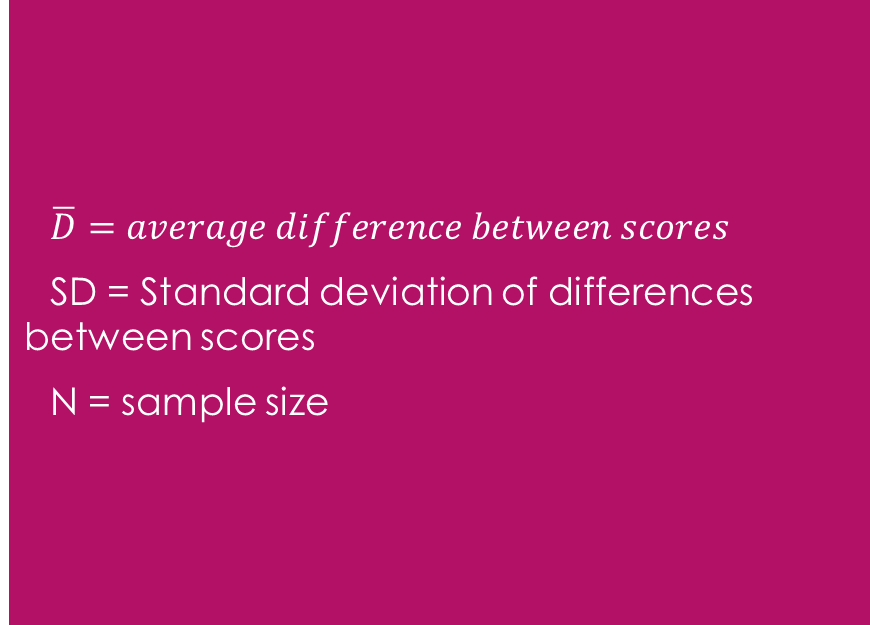 D̅ = average difference between scores
SD = Standard deviation of differences
between scores
N = sample size